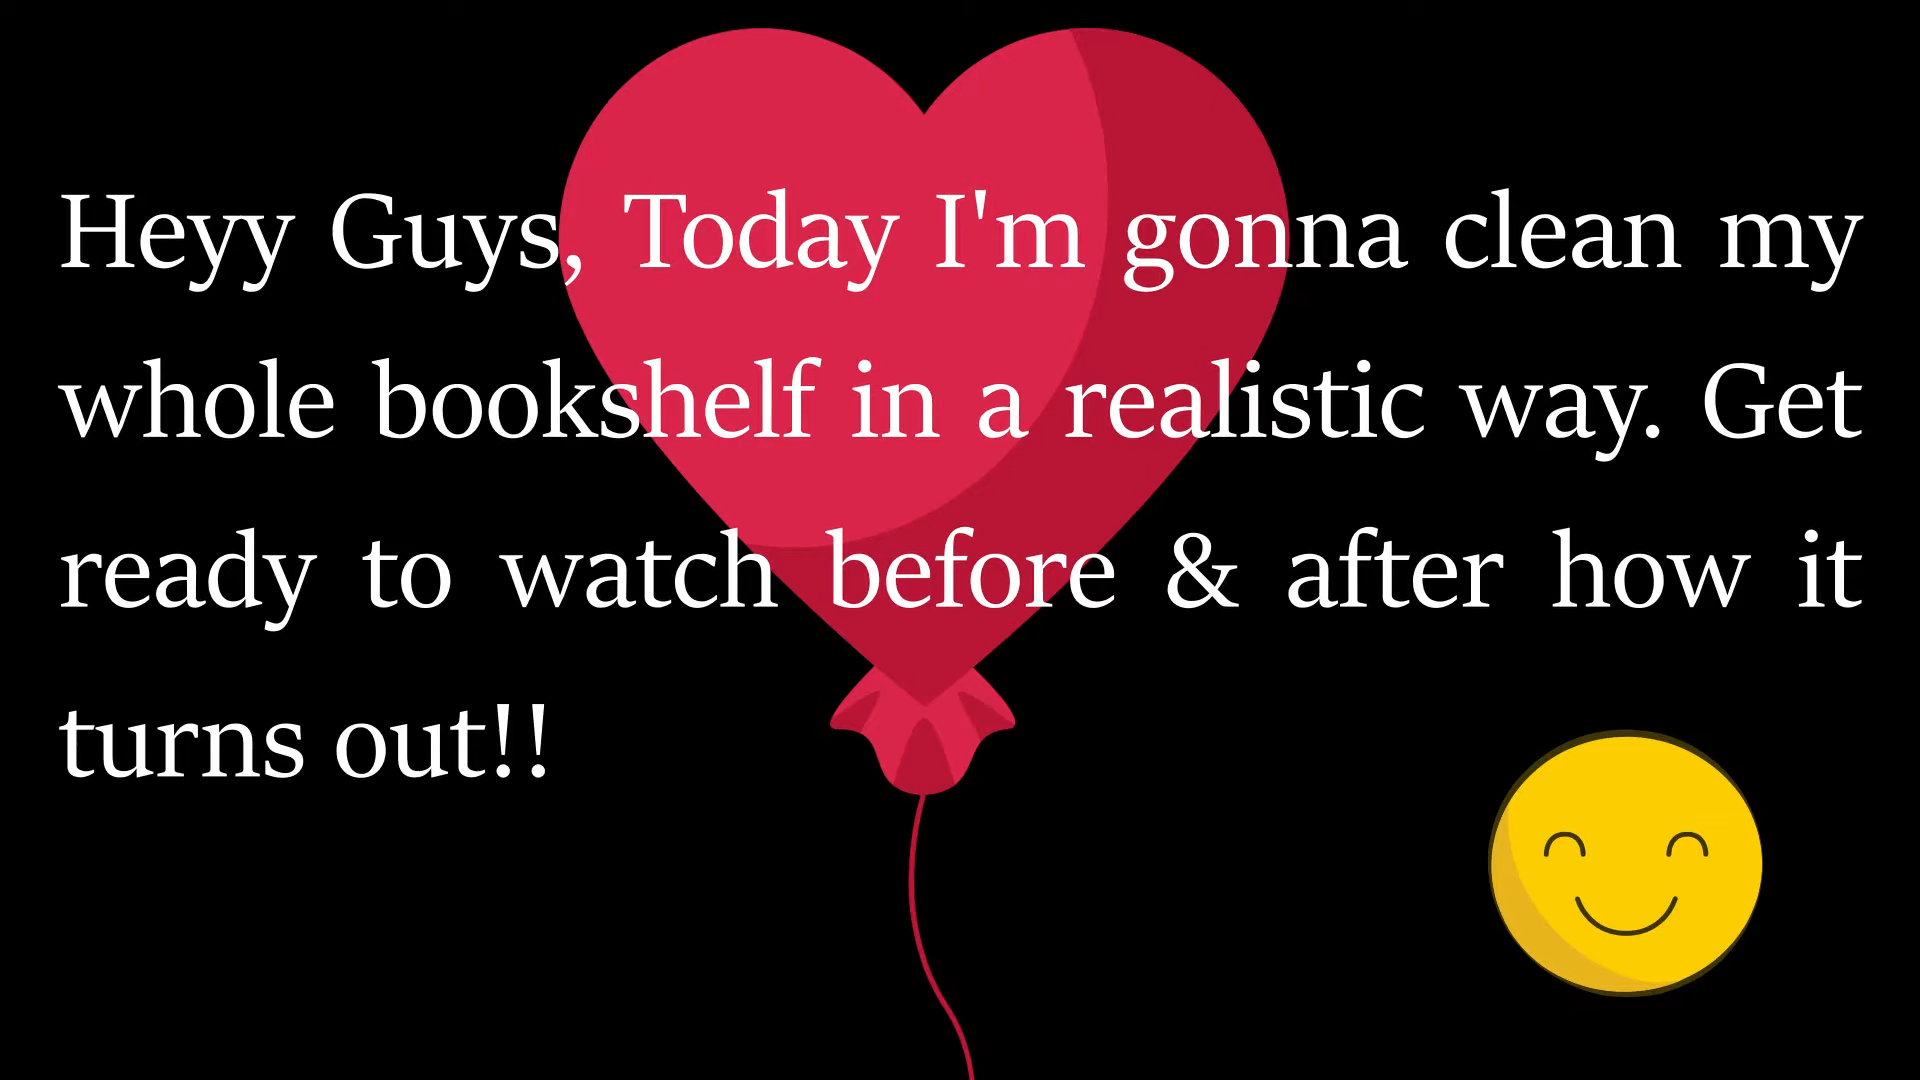 Heyy Guys, Today I'm gonna clean my
whole bookshelf in a realistic way. Get
ready to watch before & after how it
turns out!!